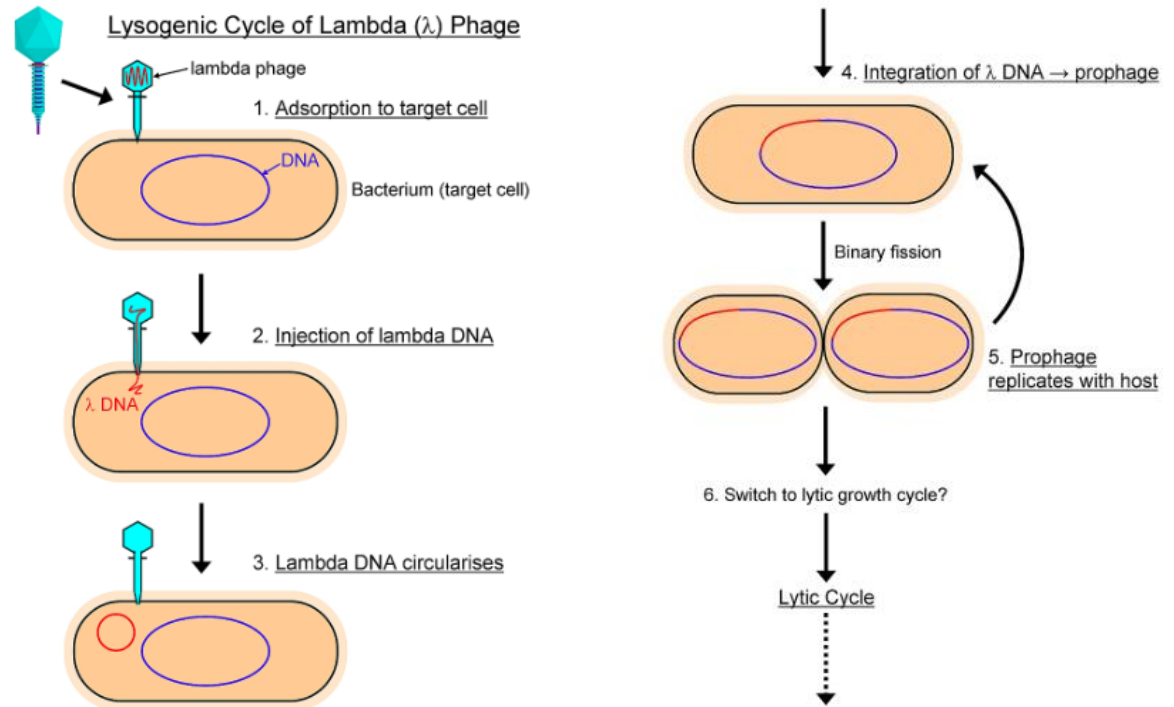 Lysogenic Cycle of Lambda (λ) Phage
lambda phage
1. Adsorption to target cell
DNA
Bacterium (target cell)
2. Injection of lambda DNA
λ DNA
3. Lambda DNA circularises
4. Integration of λ DNA → prophage
Binary fission
5. Prophage
replicates with host
6. Switch to lytic growth cycle?
Lytic Cycle